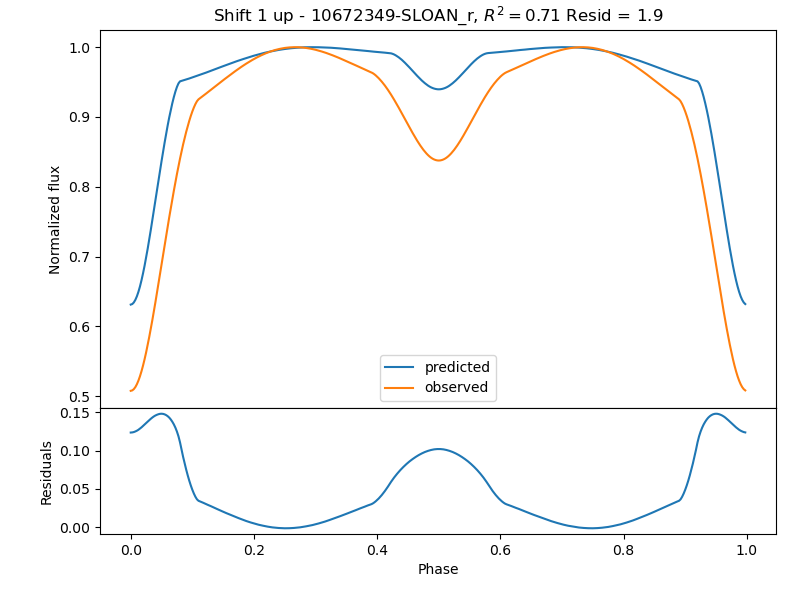 Shift 1 up - 10672349-SLOAN_r, R² = 0.71 Resid = 1.9
1.0
0.9
0.8
0.7
0.6
0.5
Normalized flux
predicted
observed
0.15
0.10
0.05
0.00
Residuals
0.0 0.2 0.4 0.6 0.8 1.0
Phase